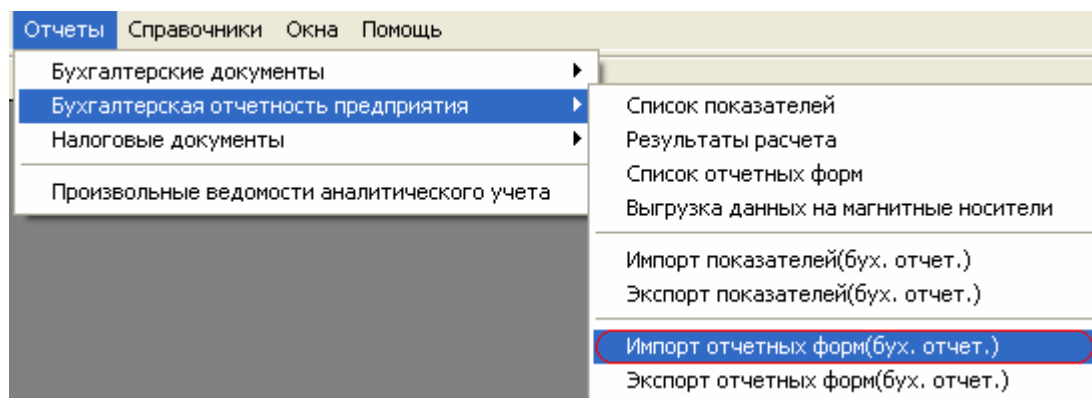 Отчеты Справочники Окна Помощь
Бухгалтерские документы
Бухгалтерская отчетность предприятия
Налоговые документы
Произвольные ведомости аналитического учета
Список показателей
Результаты расчета
Список отчетных форм
Выгрузка данных на магнитные носители
Импорт показателей(бух. отчет.)
Экспорт показателей(бух. отчет.)
Импорт отчетных форм(бух. отчет.)
Экспорт отчетных форм(бух. отчет.)